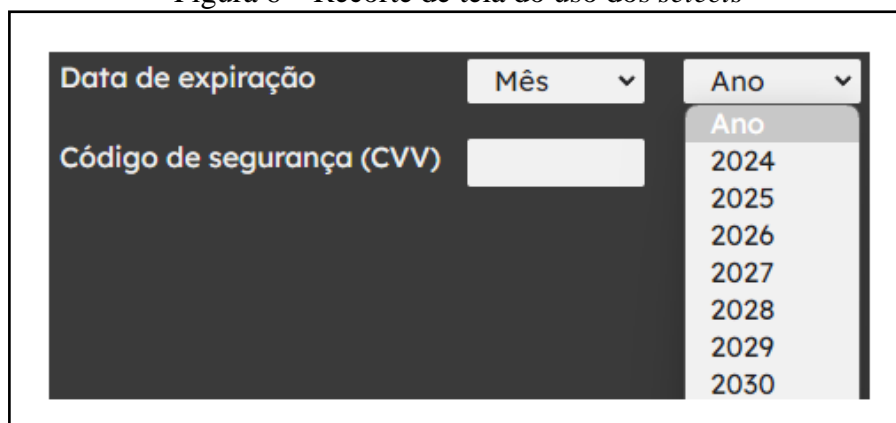 Figura 8 – Recorte de tela do uso dos selects
Data de expiração Mês Ano
Ano
Código de segurança (CVV)
2024
2025
2026
2027
2028
2029
2030